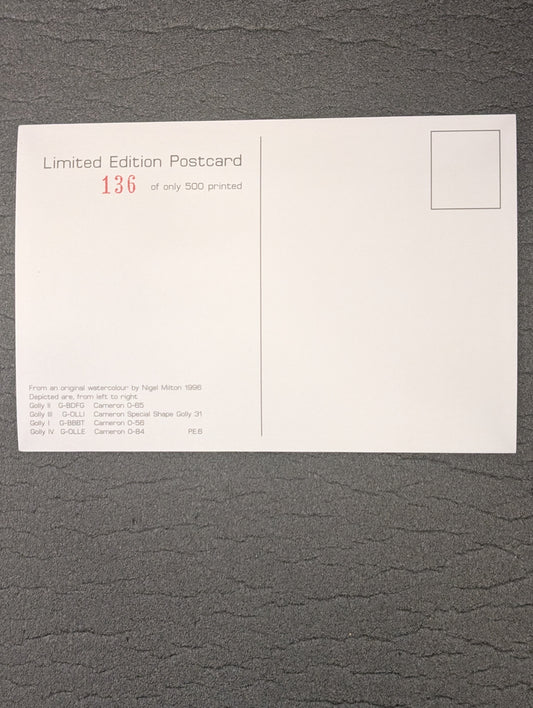 Limited Edition Postcard
136 of only 500 printed
From an original watercolour by Nigel Milton 1996
Depicted are, from left to right
Golly II G-BDFG Cameron O-65
Golly III G-OLLI Cameron Special Shape Golly 31
Golly I G-BBBT Cameron O-56
Golly IV G-OLLE Cameron O-84 PE6